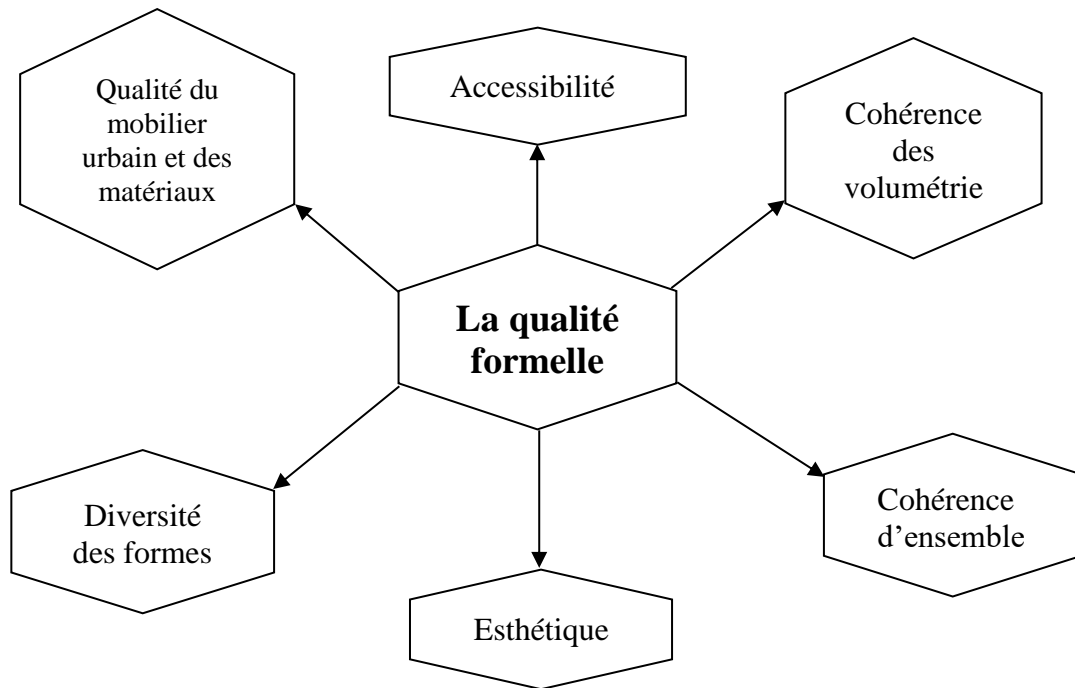 Qualité du
mobilier
urbain et des
matériaux
Accessibilité
Cohérence
des
volumétrie
La qualité
formelle
Diversité
des formes
Esthétique
Cohérence
d’ensemble